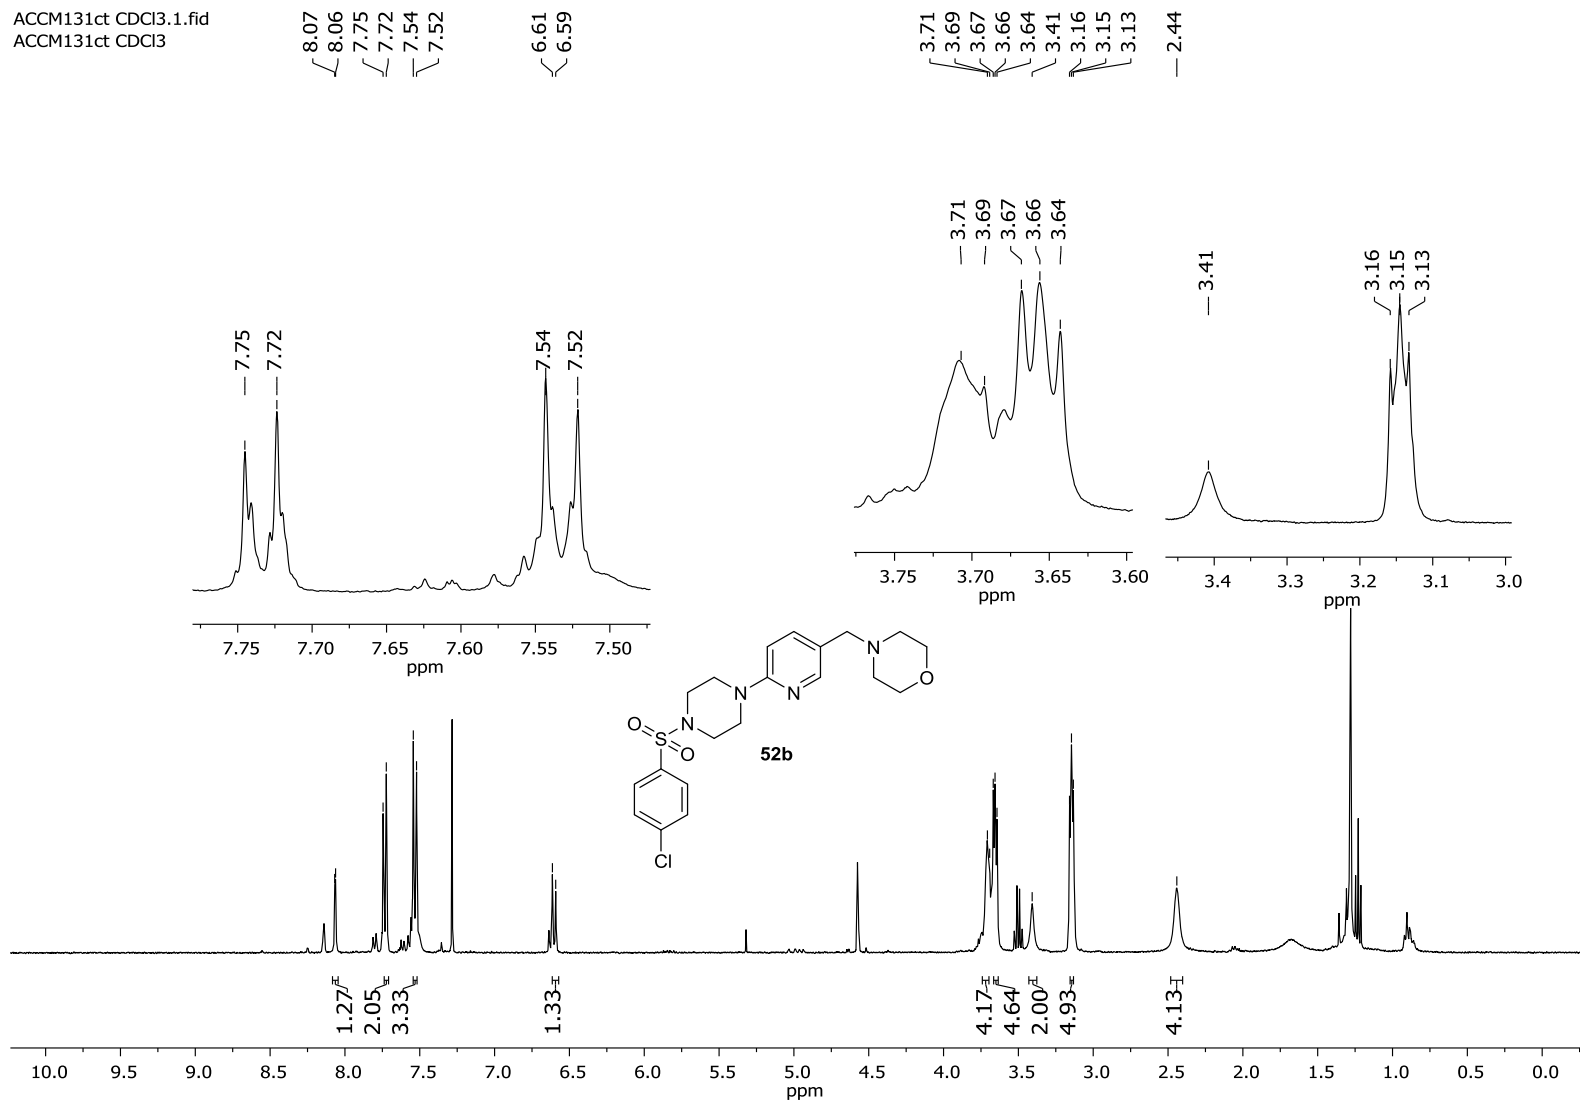 ACCM131ct CDCl3.1.fid
ACCM131ct CDCl3
8.07
8.06
7.75
7.72
7.54
7.52
6.61
6.59
3.71
3.69
3.67
3.66
3.64
3.41
3.16
3.15
3.13
2.44
7.75
7.72
7.54
7.52
7.75 7.70 7.65 7.60 7.55 7.50
ppm
3.71
3.69
3.67
3.66
3.64
3.75 3.70 3.65 3.60
ppm
3.41
3.16
3.15
3.13
3.4 3.3 3.2 3.1 3.0
ppm
N
O
N
N
N
O
S
O
52b
Cl
1.27
2.05
3.33
1.33
4.17
4.64
2.00
4.93
4.13
10.0 9.5 9.0 8.5 8.0 7.5 7.0 6.5 6.0 5.5 5.0 4.5 4.0 3.5 3.0 2.5 2.0 1.5 1.0 0.5 0.0
ppm